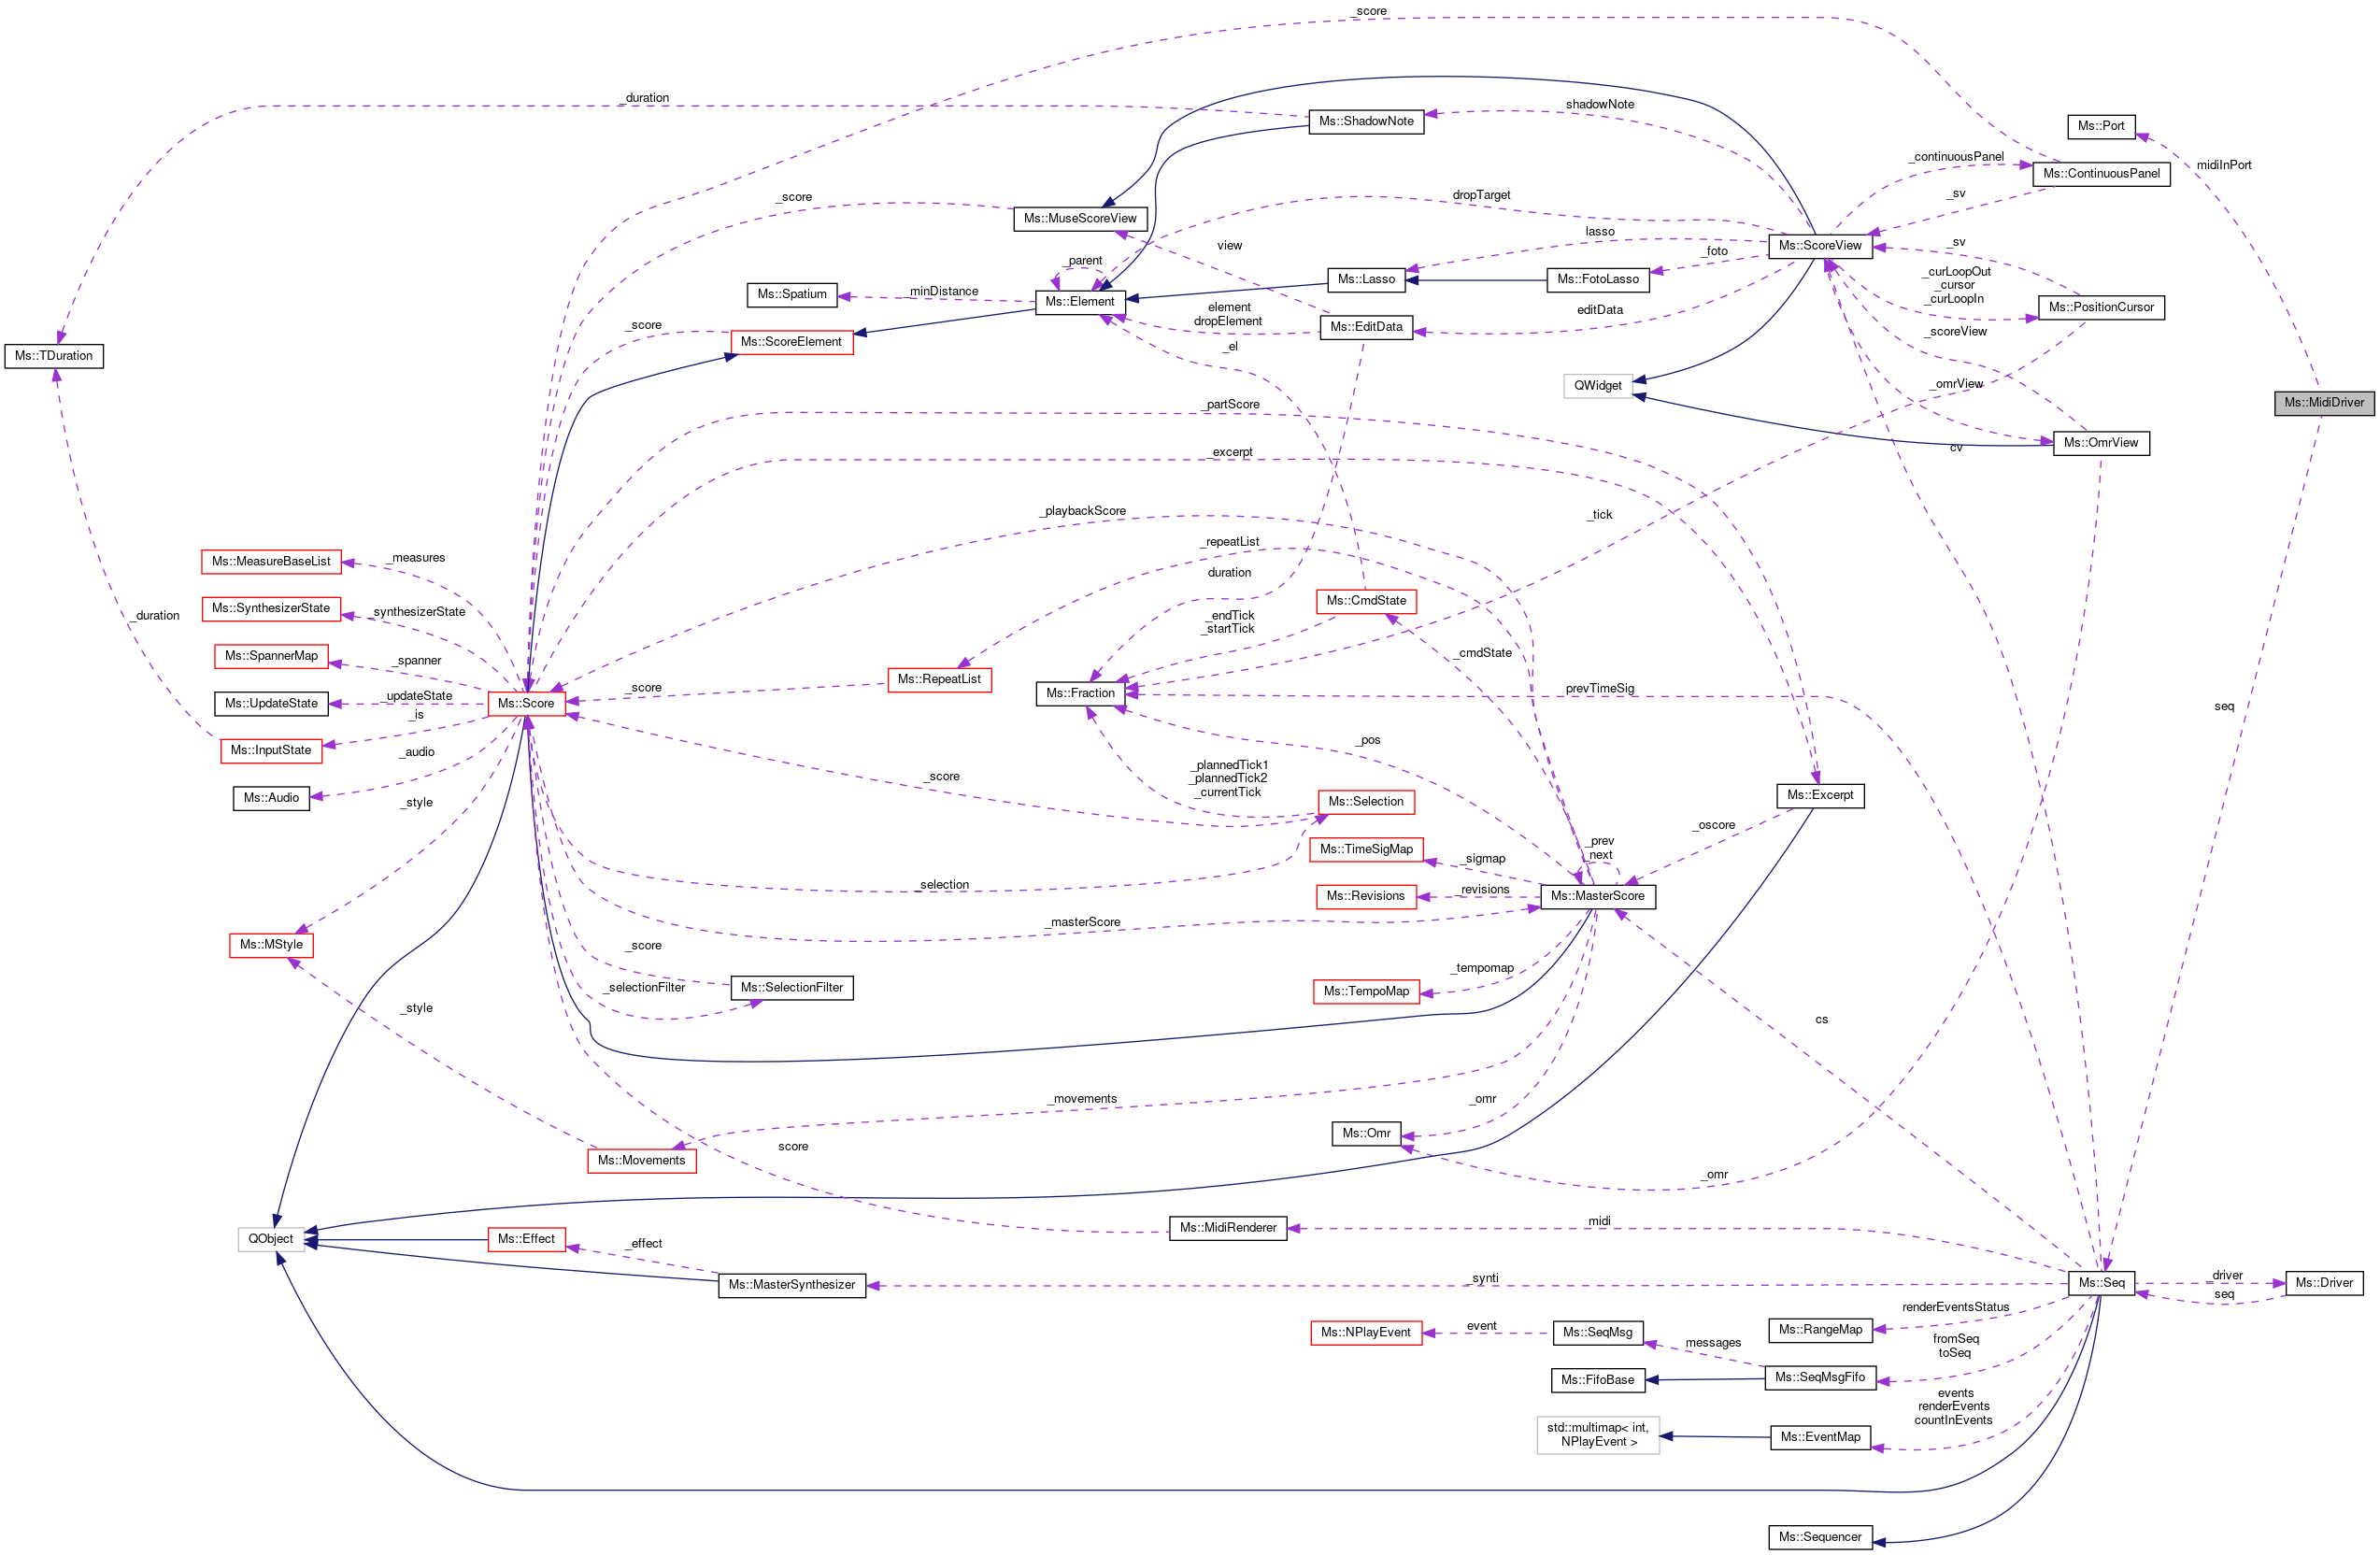 _score
_duration
shadowNote
Ms::ShadowNote
Ms::Port
_continuousPanel
midiInPort
Ms::ContinuousPanel
_score
dropTarget
_sv
Ms::MuseScoreView
lasso
Ms::ScoreView
view
_foto
_sv
_parent
_curLoopOut
_cursor
_curLoopIn
Ms::Lasso
Ms::FotoLasso
Ms::Spatium
_minDistance
Ms::Element
element
dropElement
editData
Ms::PositionCursor
_score
Ms::EditData
_scoreView
Ms::ScoreElement
_el
Ms::TDuration
QWidget
_omrView
Ms::MidiDriver
_partScore
Ms::OmrView
_excerpt
cv
_playbackScore
_tick
_repeatList
_measures
Ms::MeasureBaseList
duration
Ms::CmdState
Ms::SynthesizerState
_synthesizerState
_duration
_endTick
_startTick
Ms::SpannerMap
_spanner
_cmdState
Ms::RepeatList
_score
Ms::Fraction
prevTimeSig
Ms::UpdateState
_updateState
Ms::Score
seq
_is
Ms::InputState
_audio
_pos
_plannedTick1
_plannedTick2
_currentTick
_score
Ms::Audio
_style
Ms::Selection
Ms::Excerpt
_oscore
Ms::TimeSigMap
_sigmap
_prev
_next
_selection
Ms::Revisions
_revisions
Ms::MasterScore
_masterScore
Ms::MStyle
_score
_tempomap
_selectionFilter
Ms::SelectionFilter
Ms::TempoMap
_style
cs
_movements
_omr
Ms::Omr
score
Ms::Movements
_omr
QObject
Ms::Effect
_effect
Ms::MidiRenderer
midi
Ms::MasterSynthesizer
_synti
Ms::Seq
_driver
seq
Ms::Driver
renderEventsStatus
Ms::NPlayEvent
event
Ms::SeqMsg
messages
Ms::RangeMap
fromSeq
toSeq
Ms::FifoBase
Ms::SeqMsgFifo
events
renderEvents
countInEvents
std::multimap< int,
NPlayEvent >
Ms::EventMap
Ms::Sequencer